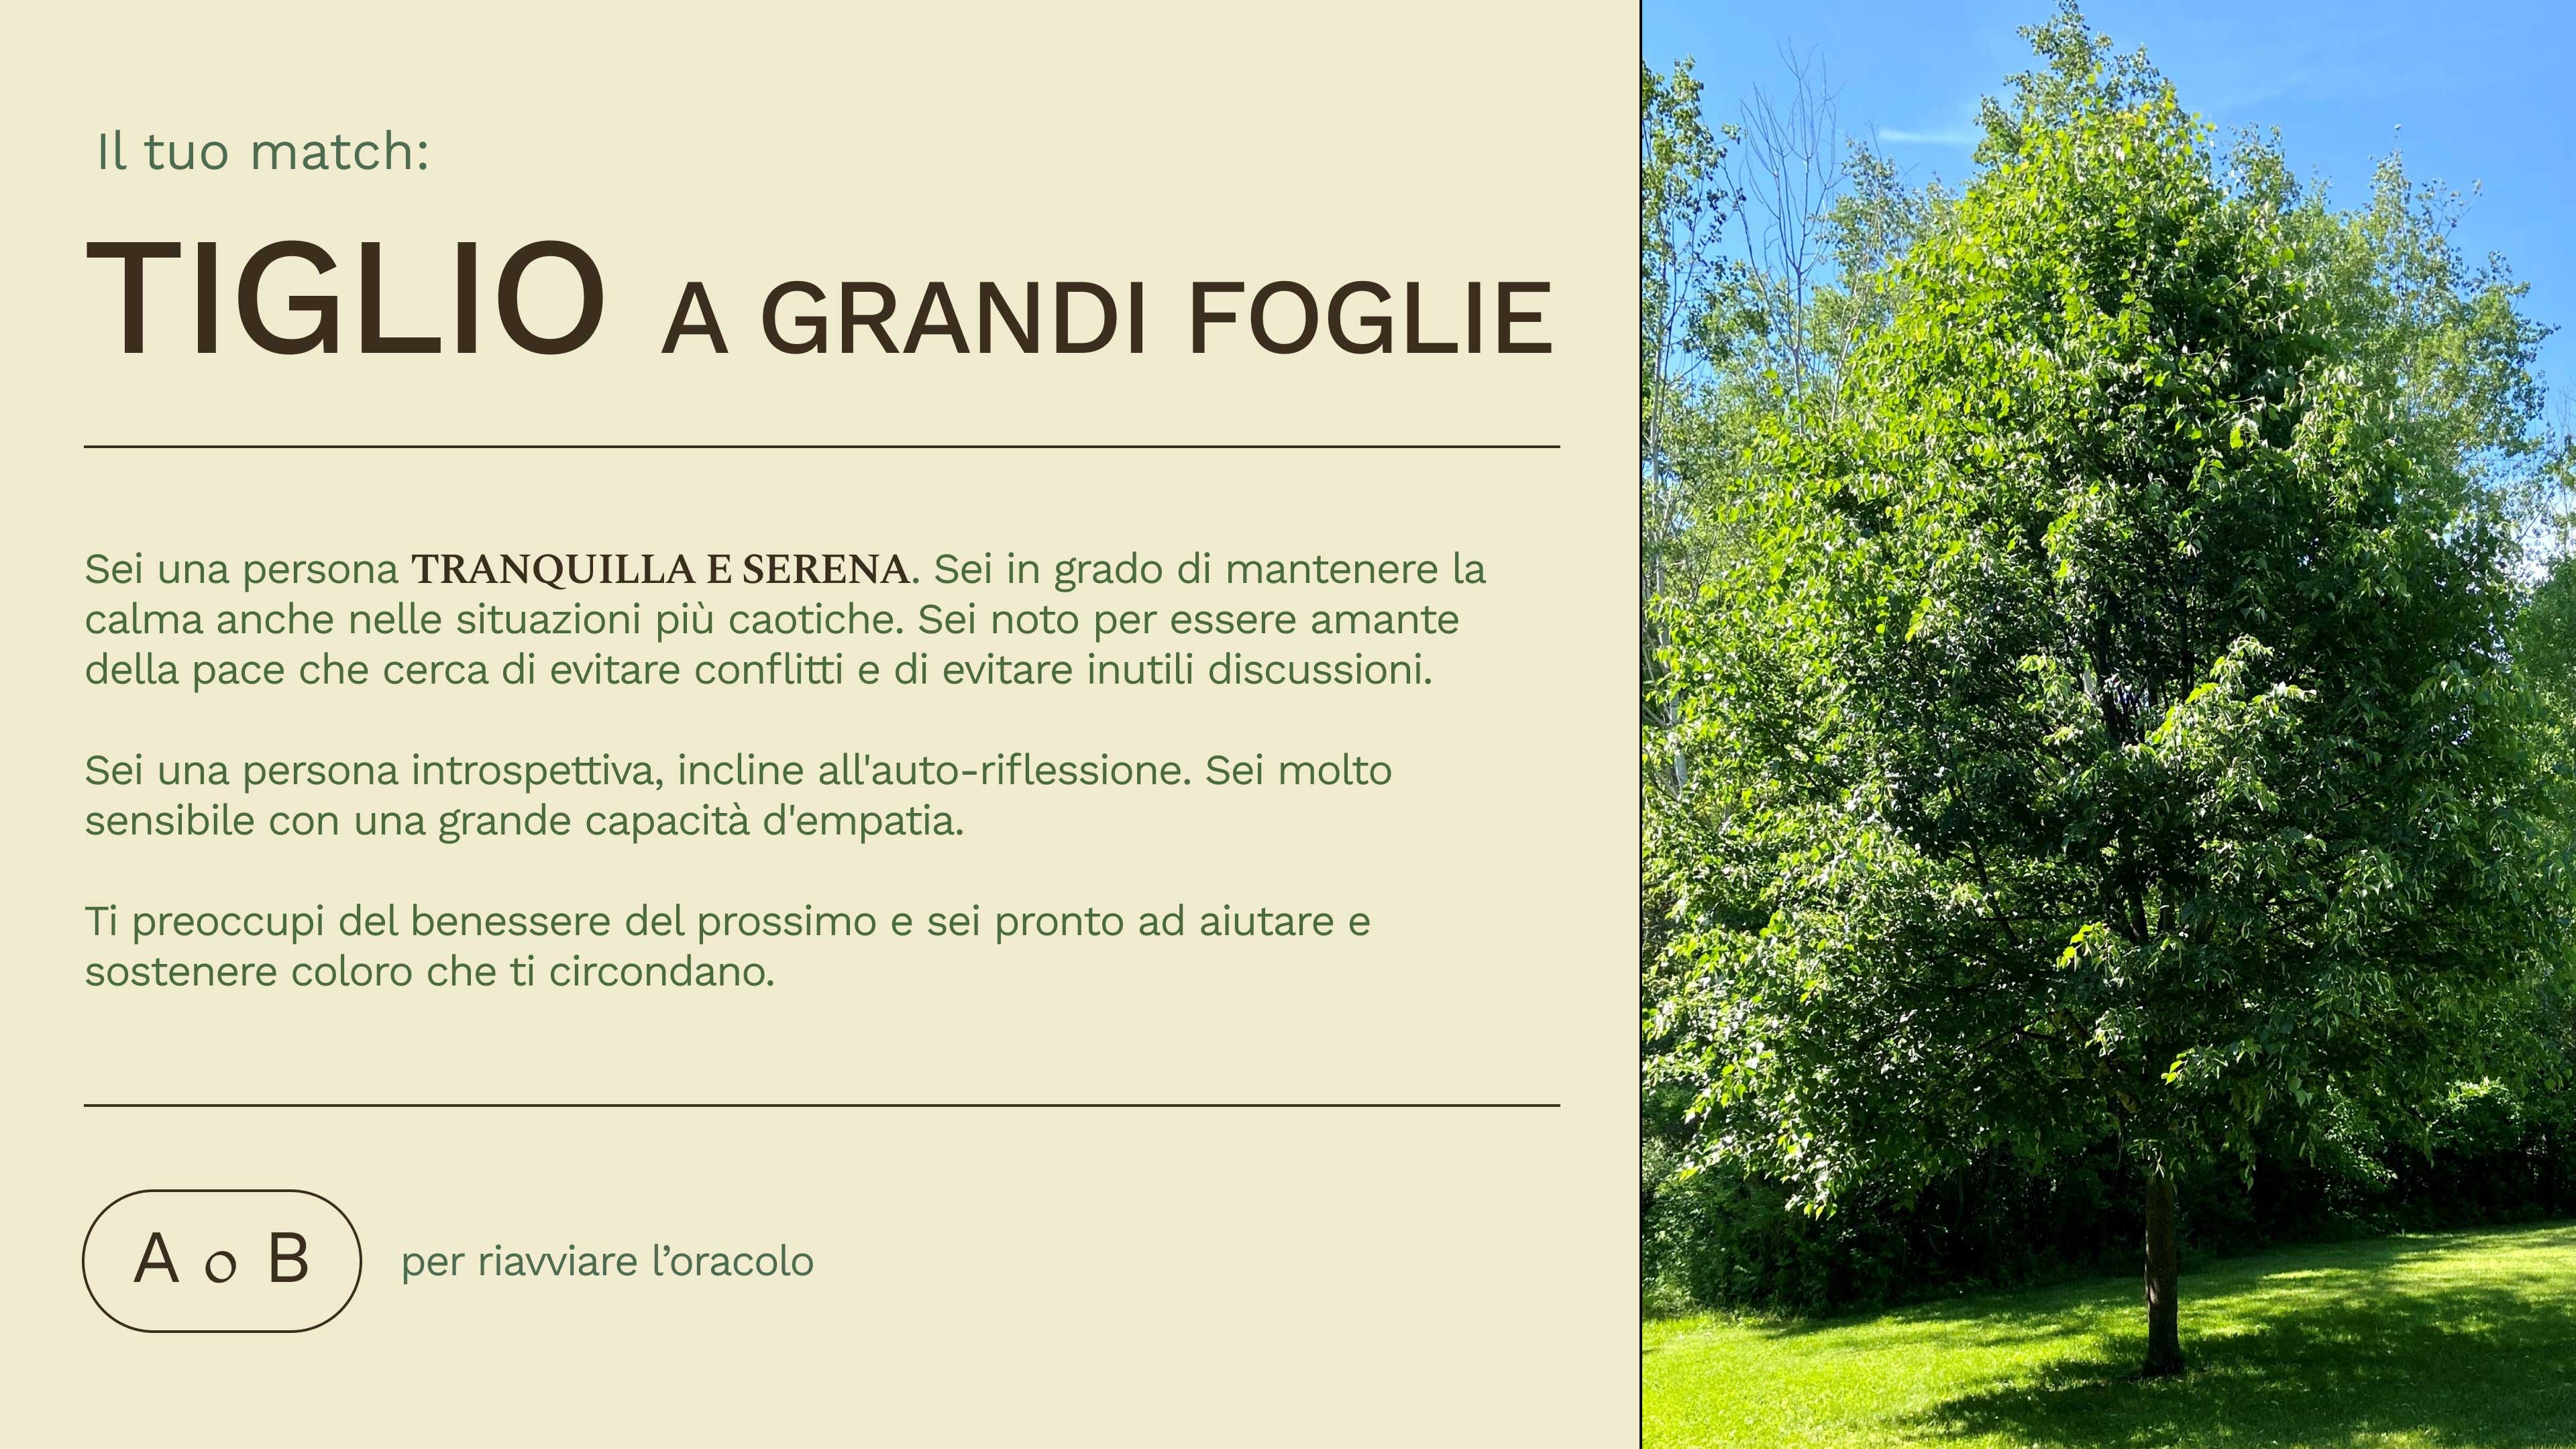 Il tuo match:
TIGLIO A GRANDI FOGLIE
Sei una persona TRANQUILLA E SERENA. Sei in grado di mantenere la
calma anche nelle situazioni più caotiche. Sei noto per essere amante
della pace che cerca di evitare conflitti e di evitare inutili discussioni.
Sei una persona introspettiva, incline all'auto-riflessione. Sei molto
sensibile con una grande capacità d'empatia.
Ti preoccupi del benessere del prossimo e sei pronto ad aiutare e
sostenere coloro che ti circondano.
A o B per riavviare l’oracolo